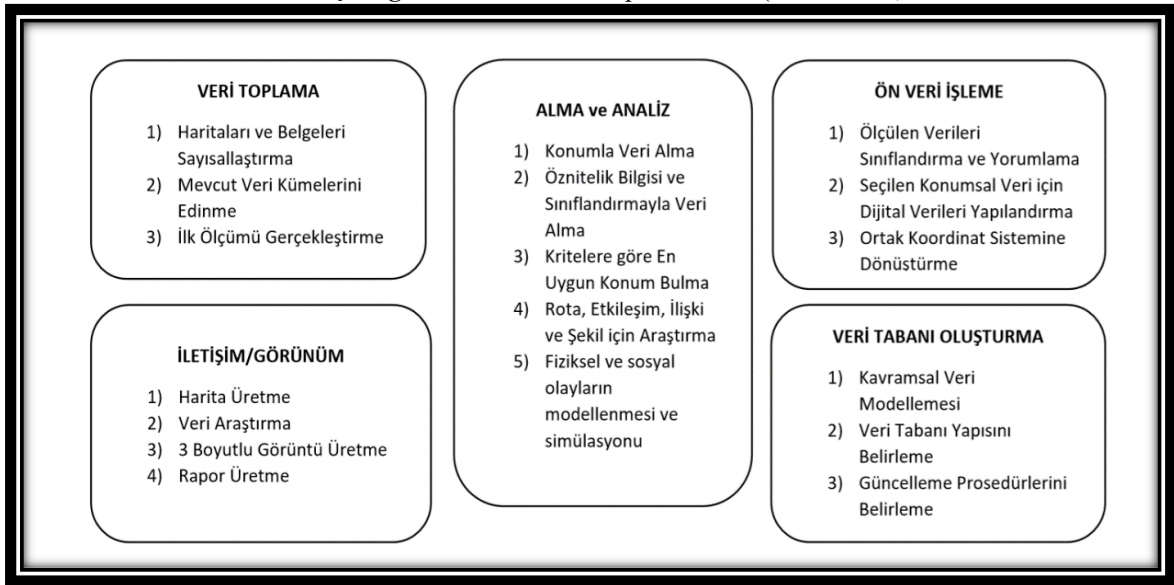 VERİ TOPLAMA
1) Haritaları ve Belgeleri
Sayısallaştırma
2) Mevcut Veri Kümelerini
Edinme
3) İlk Ölçümü Gerçekleştirme
İLETİŞİM/GÖRÜNÜM
1) Harita Üretme
2) Veri Araştırma
3) 3 Boyutlu Görüntü Üretme
4) Rapor Üretme
ALMA ve ANALİZ
1) Konumla Veri Alma
2) Öznitelik Bilgisi ve
Sınıflandırmayla Veri
Alma
3) Kritelere göre En
Uygun Konum Bulma
4) Rota, Etkileşim, İlişki
ve Şekil için Araştırma
5) Fiziksel ve sosyal
olayların
modellenmesi ve
simülasyonu
ÖN VERİ İŞLEME
1) Ölçülen Verileri
Sınıflandırma ve Yorumlama
2) Seçilen Konumsal Veri için
Dijital Verileri Yapılandırma
3) Ortak Koordinat Sistemine
Dönüştürme
VERİ TABANI OLUŞTURMA
1) Kavramsal Veri
Modellemesi
2) Veri Tabanı Yapısını
Belirleme
3) Güncelleme Prosedürlerini
Belirleme